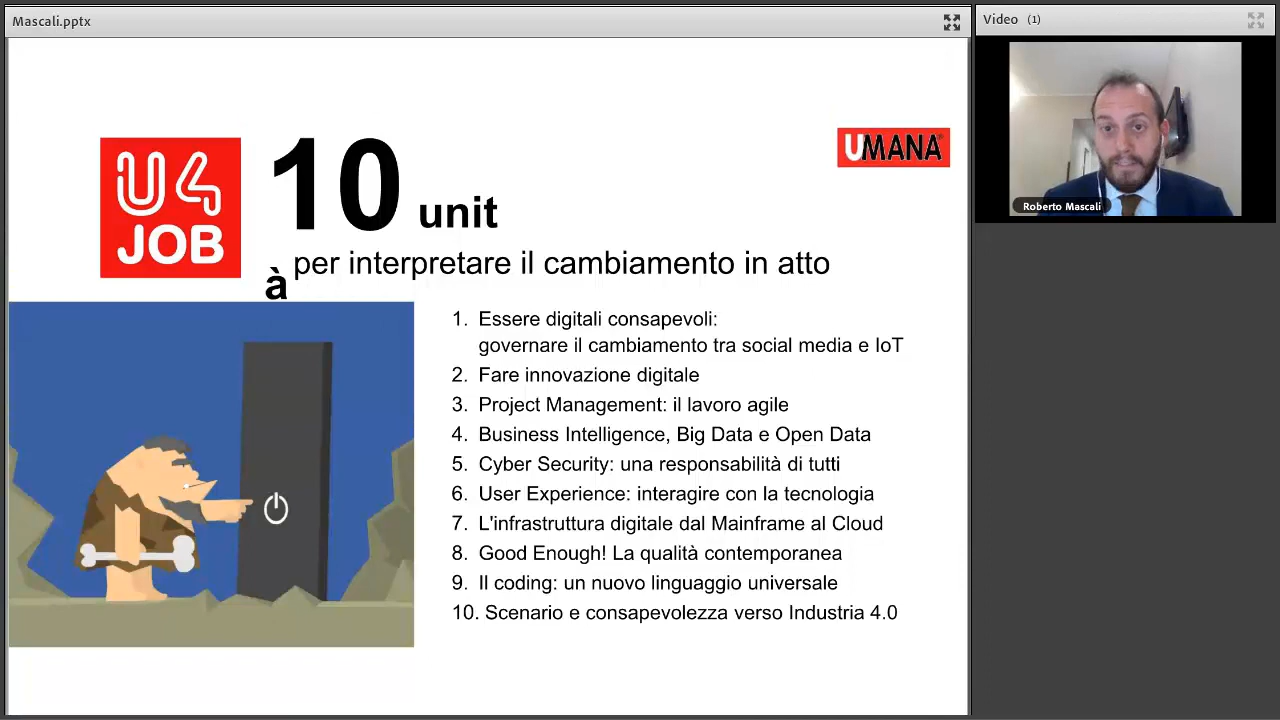 Mascali.pptx
Video (1)
Roberto Mascali
U4
JOB
10 unit
à per interpretare il cambiamento in atto
UMANA®
1. Essere digitali consapevoli:
governare il cambiamento tra social media e IoT
2. Fare innovazione digitale
3. Project Management: il lavoro agile
4. Business Intelligence, Big Data e Open Data
5. Cyber Security: una responsabilità di tutti
6. User Experience: interagire con la tecnologia
7. L'infrastruttura digitale dal Mainframe al Cloud
8. Good Enough! La qualità contemporanea
9. Il coding: un nuovo linguaggio universale
10. Scenario e consapevolezza verso Industria 4.0